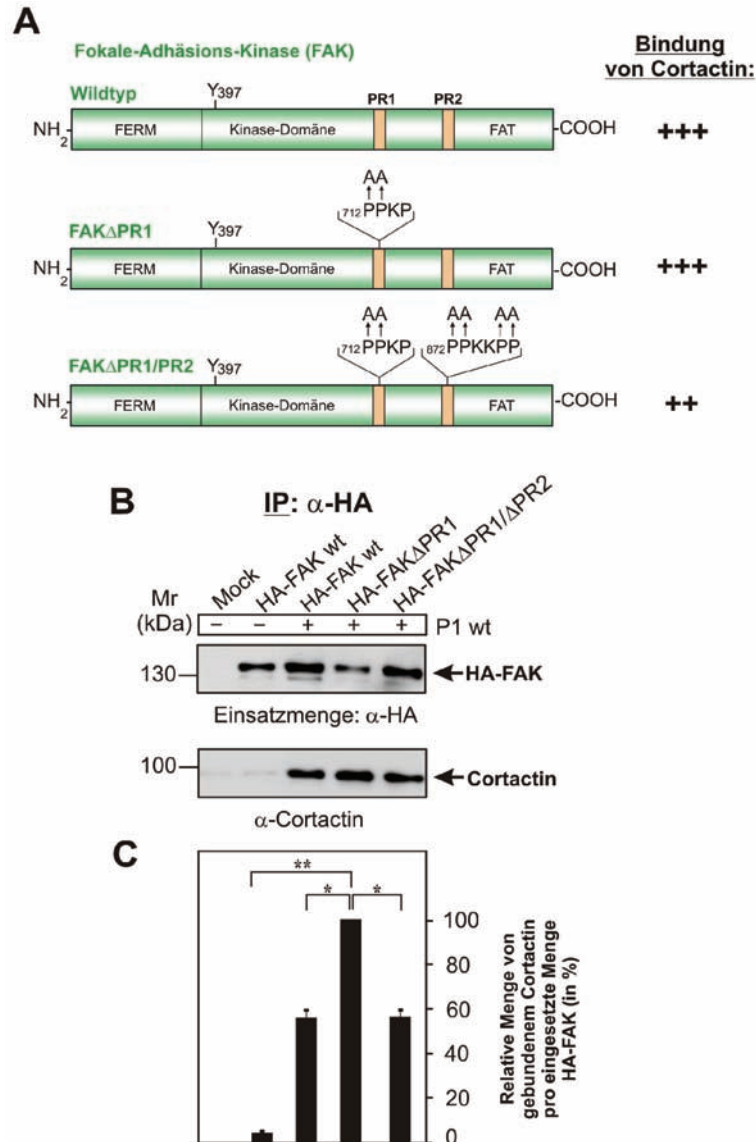 A
Fokale-Adhäsions-Kinase (FAK)
Bindung
von Cortactin:
Wildtyp
Y397
PR1
PR2
NH2
FERM
Kinase-Domäne
FAT
-COOH
+++
AA
712PPKP
FAKΔPR1
Y397
NH2
FERM
Kinase-Domäne
FAT
-COOH
+++
AA
AA
AA
712PPKP
872PPKKPP
FAKΔPR1/PR2
Y397
NH2
FERM
Kinase-Domäne
FAT
-COOH
++
B
IP: α-HA
Mock
HA-FAK wt
HA-FAK wt
HA-FAKΔPR1
HA-FAKΔPR1/ΔPR2
Mr
(kDa)
– – + + +
P1 wt
130
HA-FAK
Einsatzmenge: α-HA
100
Cortactin
α-Cortactin
C
**
*
*
100
80
60
40
20
0
Relative Menge von
gebundenem Cortactin
pro eingesetzte Menge
HA-FAK (in %)